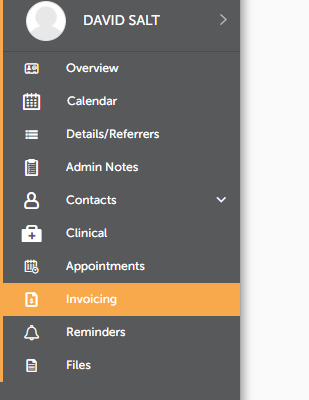 DAVID SALT
Overview
Calendar
Details/Referrers
Admin Notes
Contacts
Clinical
Appointments
Invoicing
Reminders
Files